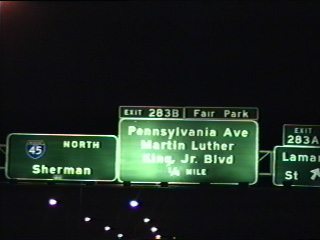 45 NORTH
Sherman
EXIT 283B Fair Park
Pennsylvania Ave
Martin Luther
King, Jr. Blvd
1/4 MILE
EXIT
283A
Lamar
St